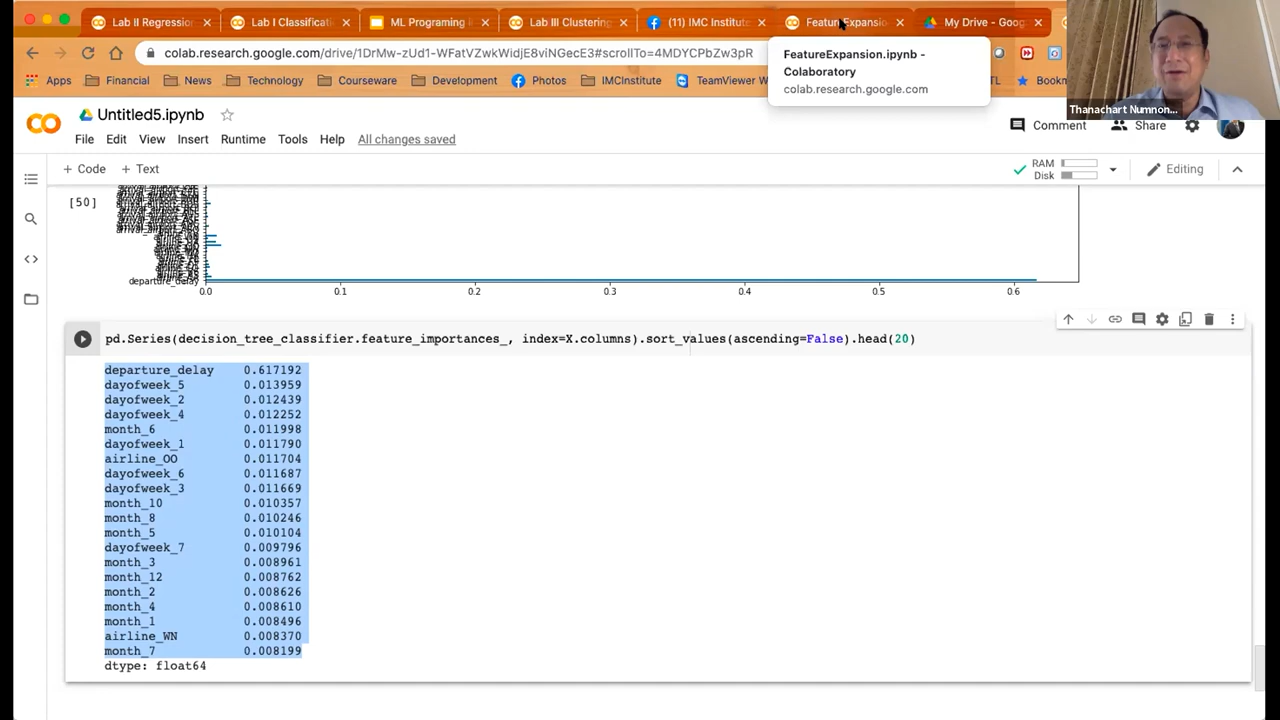 Lab II Regressio
Lab I Classificati
ML Programing i
Lab III Clustering
(11) IMC Institute
FeatureExpansio
My Drive - Goog
colab.research.google.com/drive/1DrMw-zUd1-WFatVZwkWidjE8viNGecE3#scrollTo=4MDYCPbZw3pR
FeatureExpansion.ipynb -
Colaboratory
colab.research.google.com
Apps
Financial
News
Technology
Courseware
Development
Photos
IMCInstitute
TeamViewer
TL
Bookm
Thanachart Numnon...
Untitled5.ipynb
File Edit View Insert Runtime Tools Help All changes saved
Comment
Share
+ Code + Text
RAM
Disk
Editing
[50]
departure_delay
0.0 0.1 0.2 0.3 0.4 0.5 0.6
pd.Series(decision_tree_classifier.feature_importances_, index=X.columns).sort_values(ascending=False).head(20)
departure_delay 0.617192
dayofweek_5 0.013959
dayofweek_2 0.012439
dayofweek_4 0.012252
month_6 0.011998
dayofweek_1 0.011790
airline_OO 0.011704
dayofweek_6 0.011687
dayofweek_3 0.011669
month_10 0.010357
month_8 0.010246
month_5 0.010104
dayofweek_7 0.009796
month_3 0.008961
month_12 0.008762
month_2 0.008626
month_4 0.008610
month_1 0.008496
airline_WN 0.008370
month_7 0.008199
dtype: float64